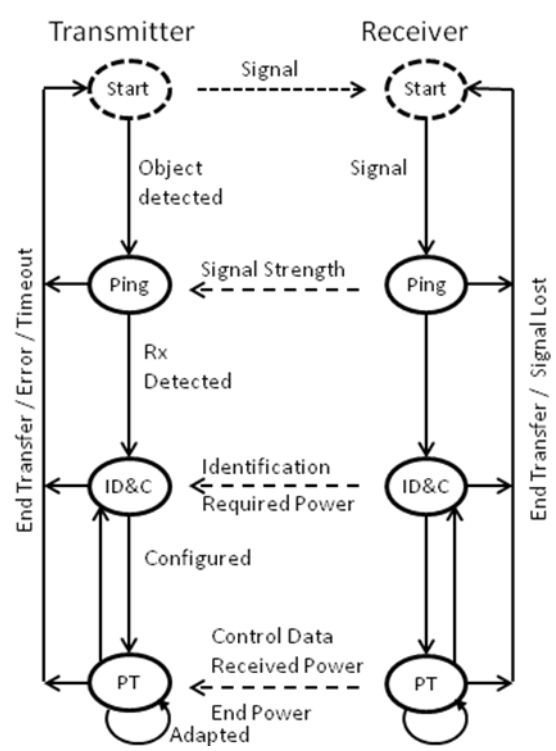 Transmitter
Receiver
Start
Signal
Start
Object
detected
Signal
Ping
Signal Strength
Ping
Rx
Detected
ID&C
Identification
Required Power
ID&C
Configured
Control Data
Received Power
PT
End Power
PT
Adapted
End Transfer / Error / Timeout
End Transfer / Signal Lost